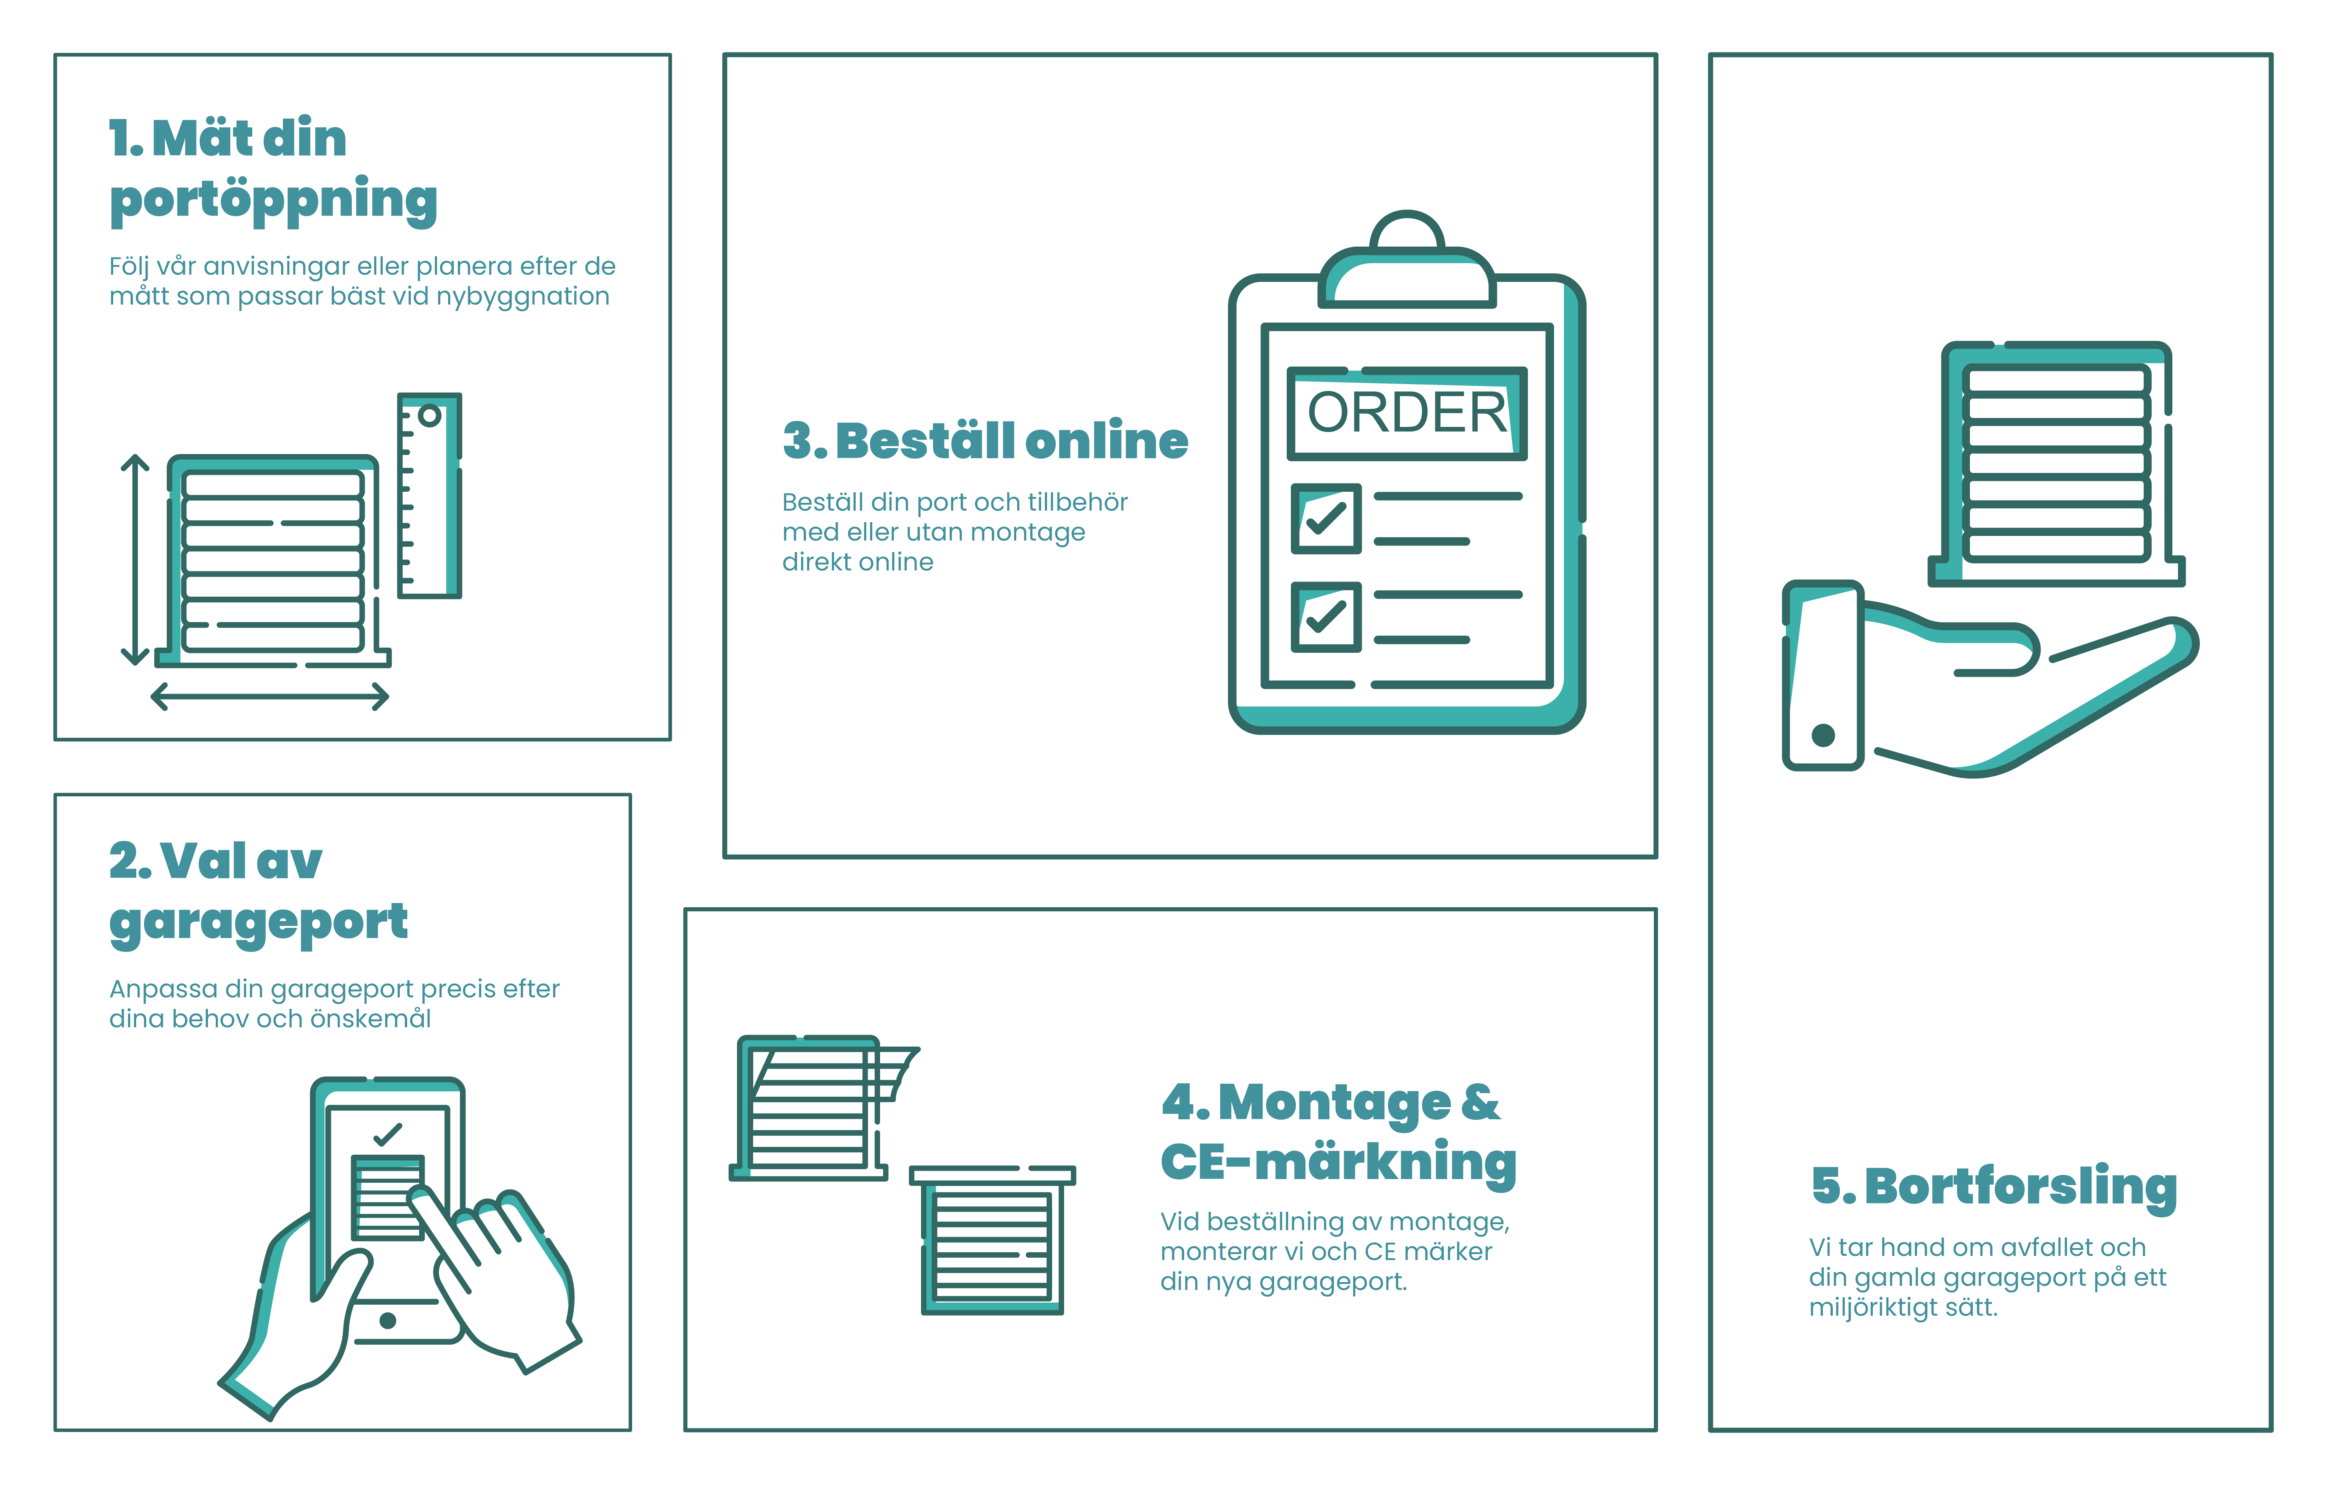 1. Mät din
portöppning
Följ vår anvisningar eller planera efter de
mått som passar bäst vid nybyggnation
2. Val av
garageport
Anpassa din garageport precis efter
dina behov och önskemål
3. Beställ online
Beställ din port och tillbehör
med eller utan montage
direkt online
ORDER
4. Montage &
CE-märkning
Vid beställning av montage,
monterar vi och CE märker
din nya garageport.
5. Bortforsling
Vi tar hand om avfallet och
din gamla garageport på ett
miljöriktigt sätt.